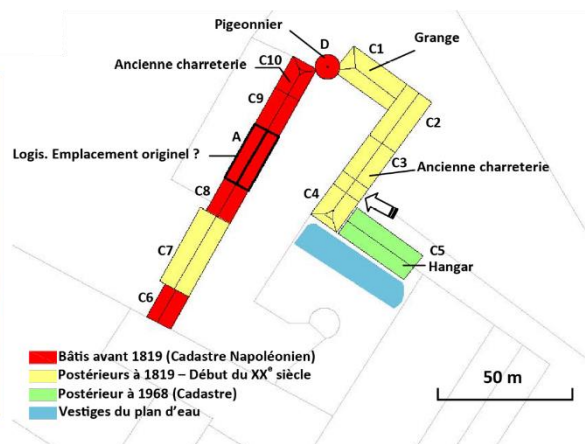 Pigeonnier
D
C1
Grange
Ancienne charreterie
C10
C9
C2
A
Logis. Emplacement originel ?
C3
Ancienne charreterie
C8
C4
C7
C5
Hangar
C6
Bâtis avant 1819 (Cadastre Napoléonien)
Postérieurs à 1819 – Début du XXe siècle
Postérieur à 1968 (Cadastre)
Vestiges du plan d'eau
50 m